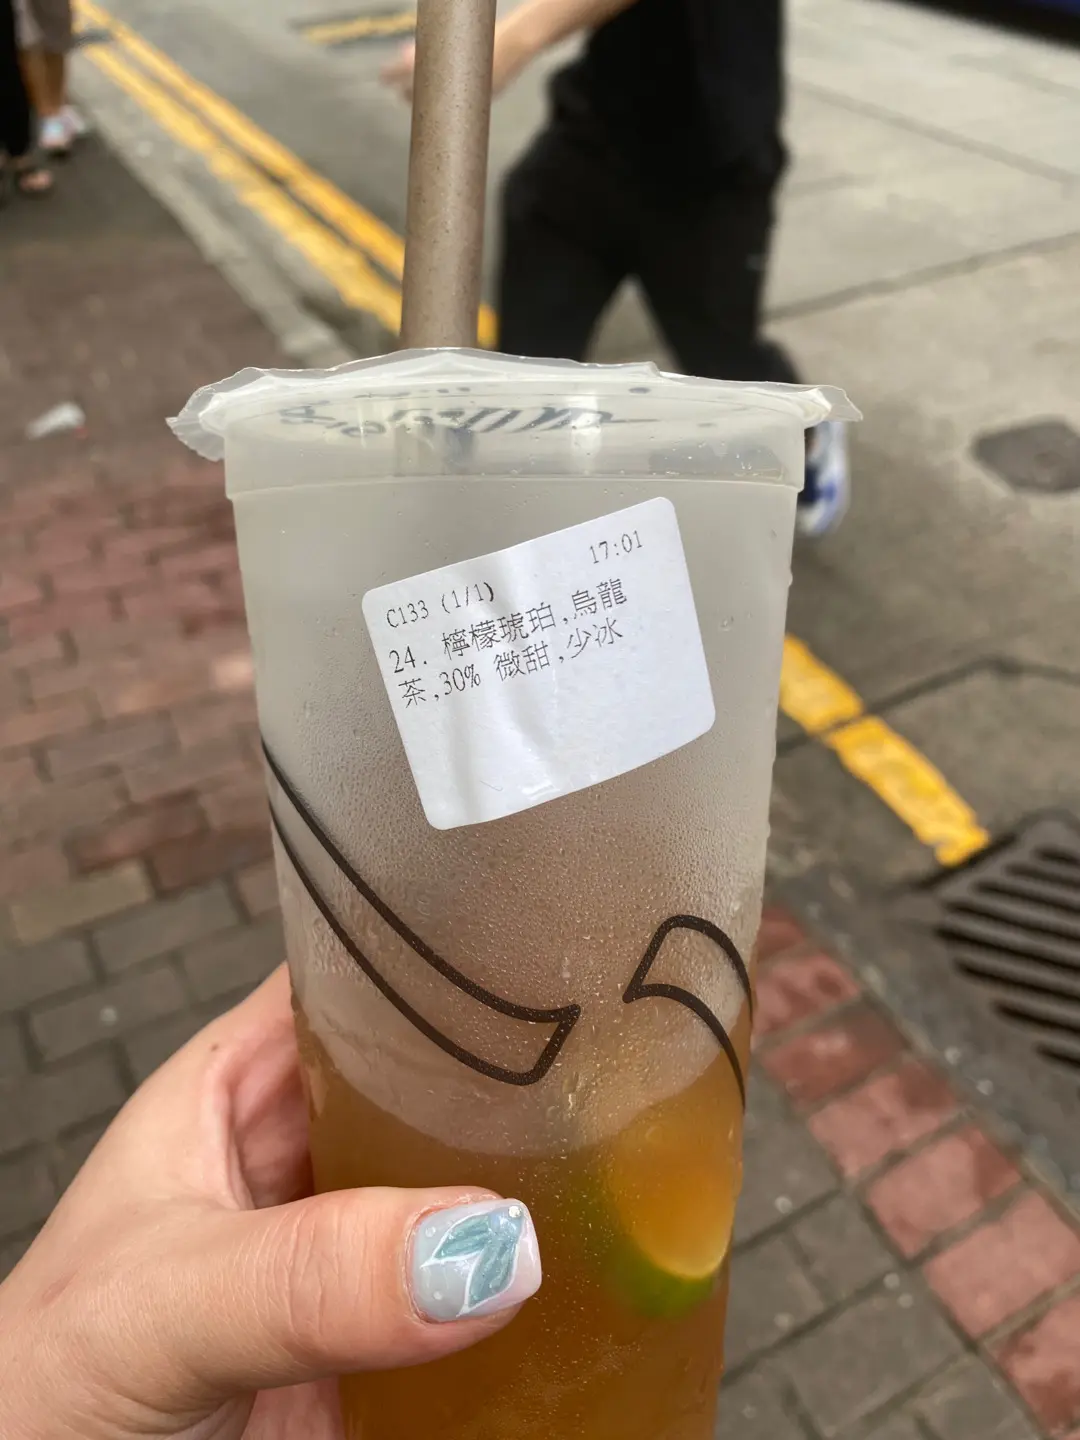 17:01
C133 (1/1)
24. 檸檬琥珀,烏龍
茶,30% 微甜,少冰